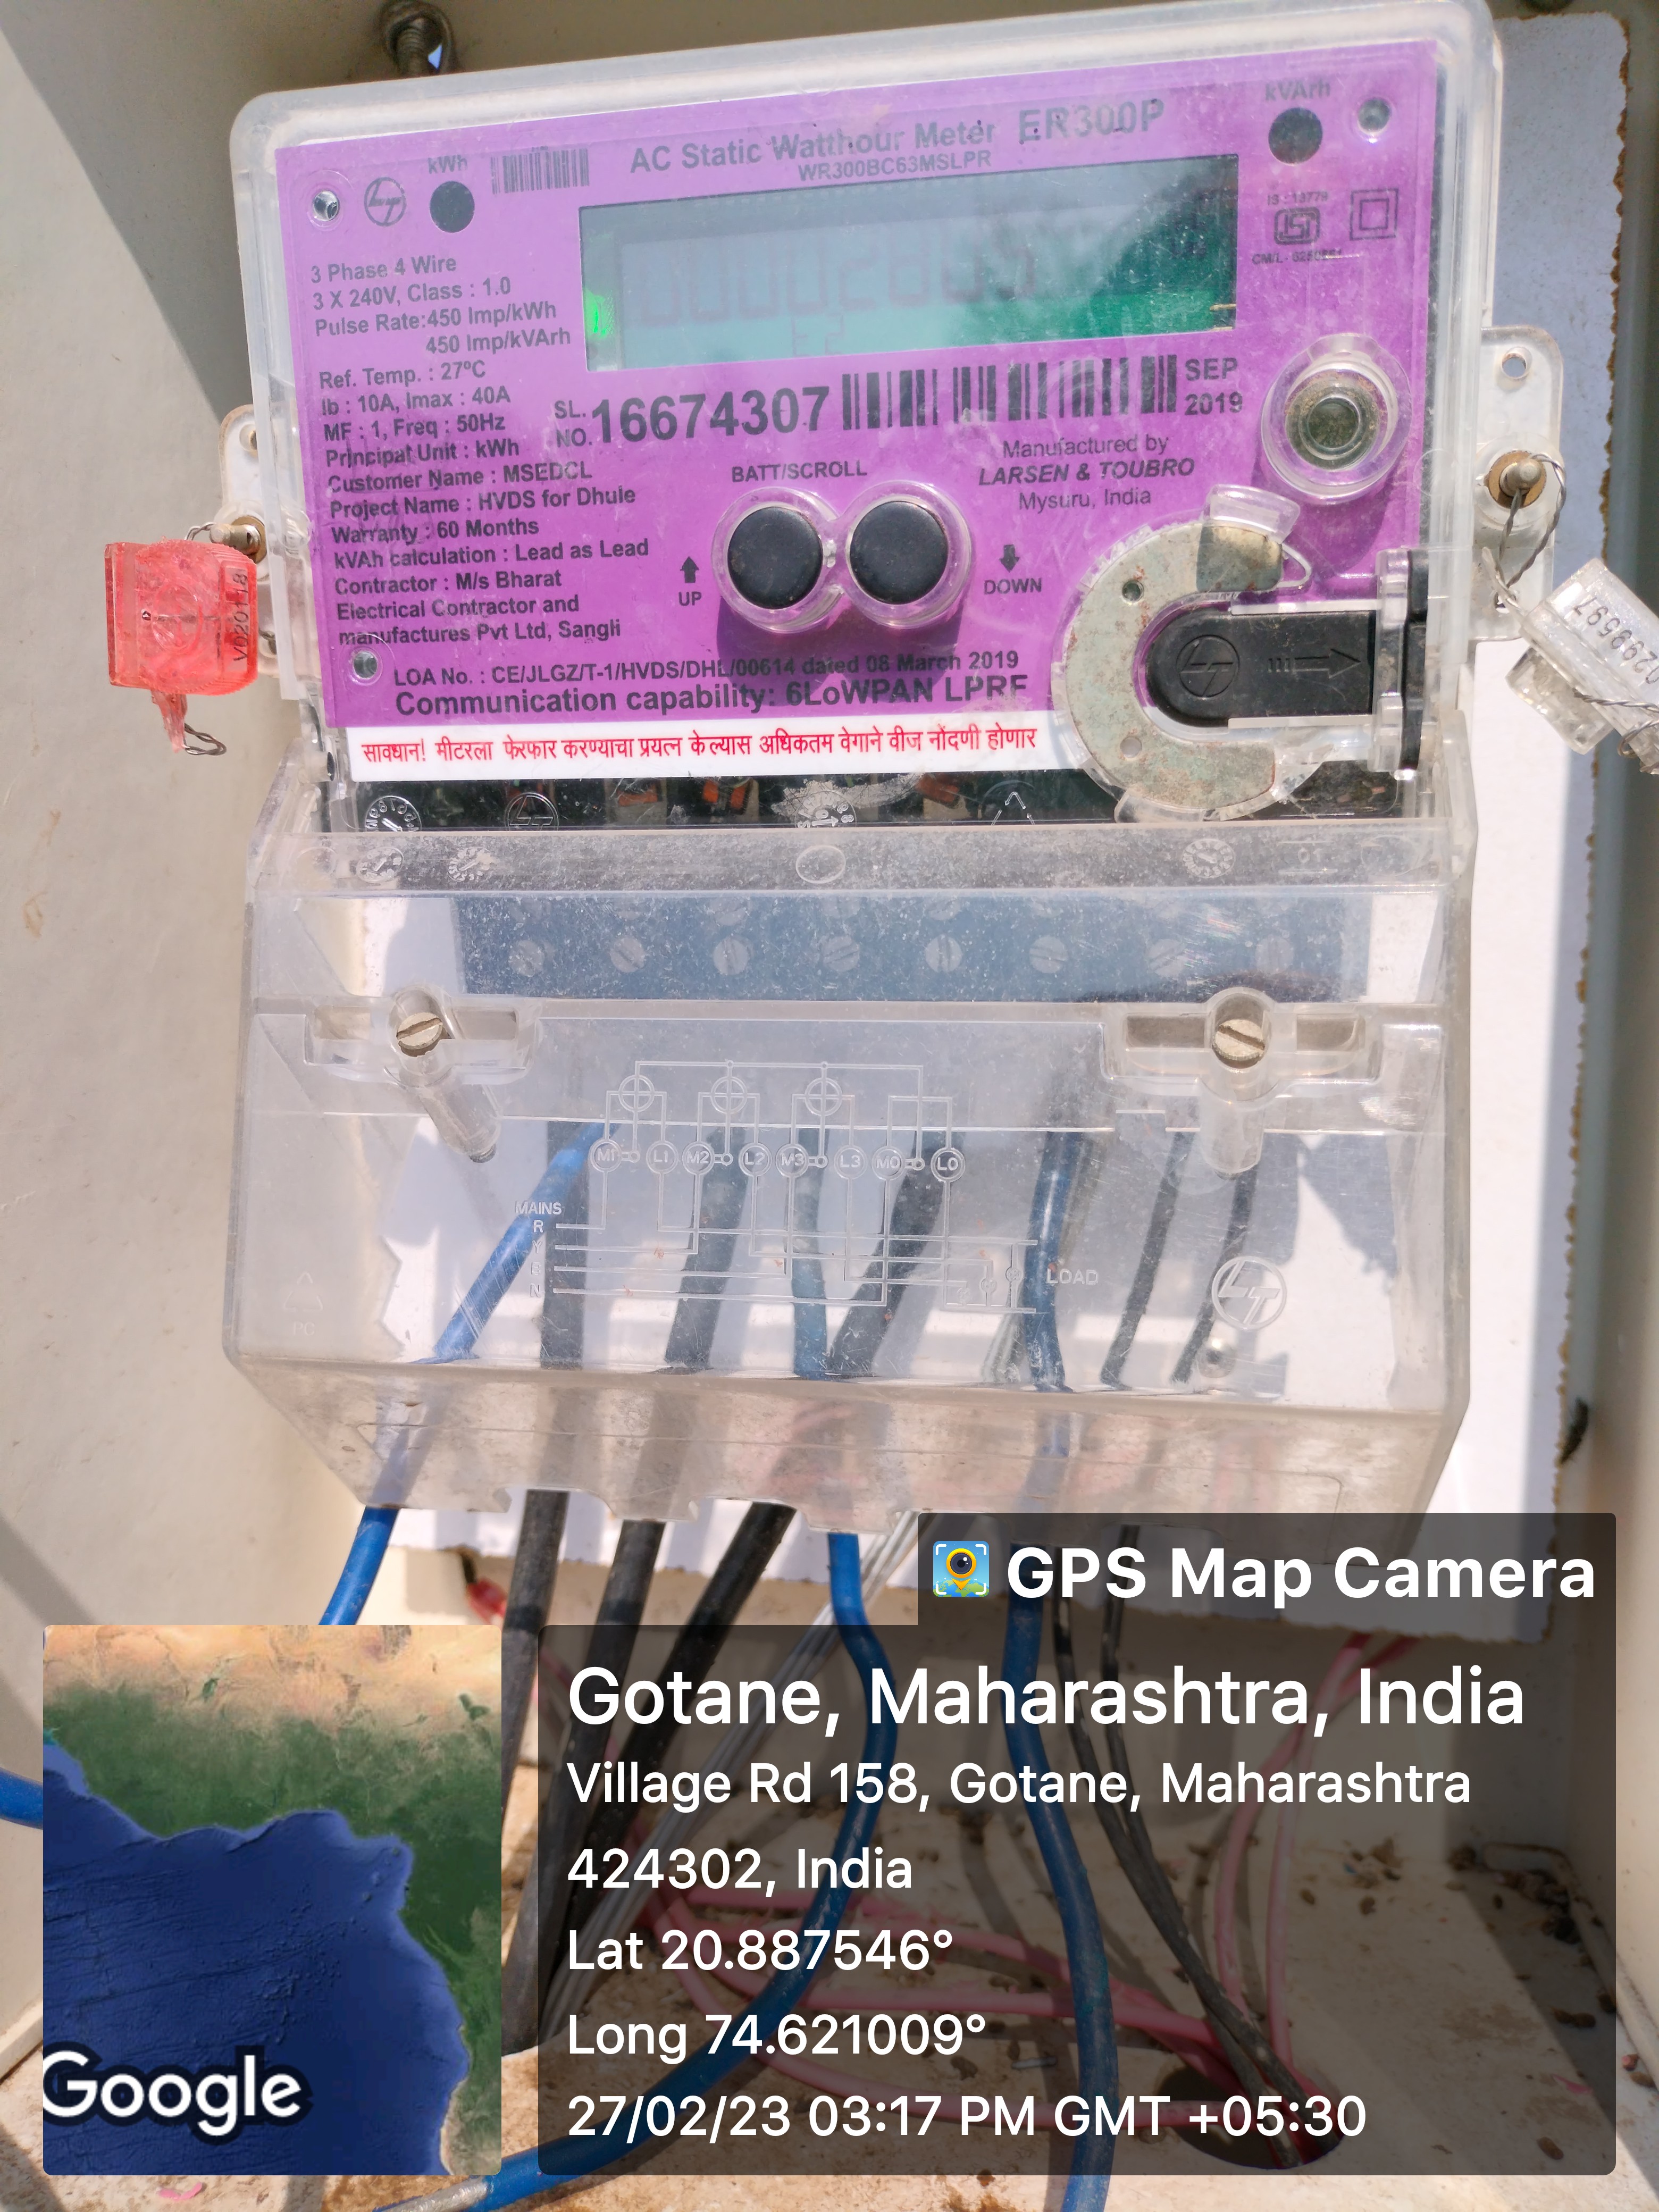 kWh
AC Static Watthour Meter ER300P
WR300BC63MSLPR
kVArh
IS : 13779
3 Phase 4 Wire
3 X 240V, Class : 1.0
Pulse Rate:450 Imp/kWh
450 Imp/kVArh
Ref. Temp. : 27ºC
Ib : 10A, Imax : 40A
MF : 1, Freq : 50Hz
Principal Unit : kWh
Customer Name : MSEDCL
Project Name : HVDS for Dhule
Warranty : 60 Months
kVAh calculation : Lead as Lead
Contractor : M/s Bharat
Electrical Contractor and
manufactures Pvt Ltd, Sangli
SL.
NO. 16674307
SEP
2019
BATT/SCROLL
UP
DOWN
Manufactured by
LARSEN & TOUBRO
Mysuru, India
LOA No. : CE/JLGZ/T-1/HVDS/DHL/00614 dated 08 March 2019
Communication capability: 6LoWPAN LPRF
सावधान! मीटरला फेरफार करण्याचा प्रयत्न केल्यास अधिकतम वेगाने वीज नोंदणी होणार
M1 L1 M2 L2 M3 L3 M0 L0
MAINS
R
Y
B
N
LOAD
GPS Map Camera
Gotane, Maharashtra, India
Village Rd 158, Gotane, Maharashtra
424302, India
Lat 20.887546°
Long 74.621009°
27/02/23 03:17 PM GMT +05:30
Google